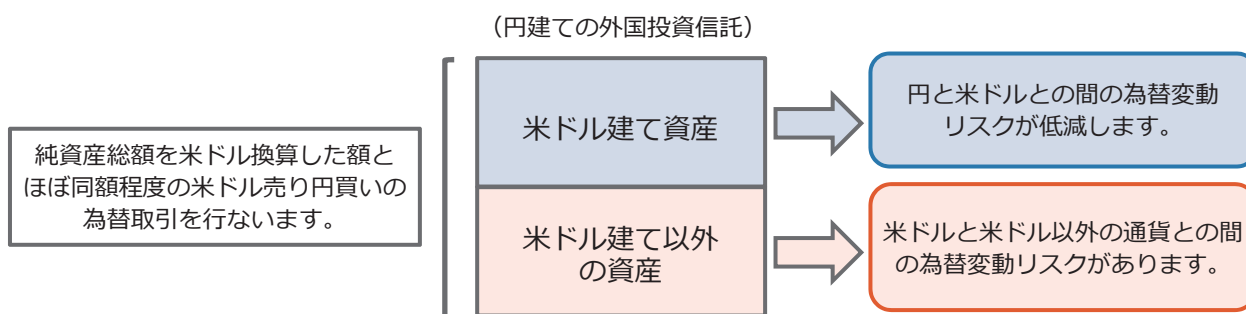 （円建ての外国投資信託）
純資産総額を米ドル換算した額と
ほぼ同額程度の米ドル売り円買いの
為替取引を行ないます。
米ドル建て資産
円と米ドルとの間の為替変動
リスクが低減します。
米ドル建て以外
の資産
米ドルと米ドル以外の通貨との間
の為替変動リスクがあります。